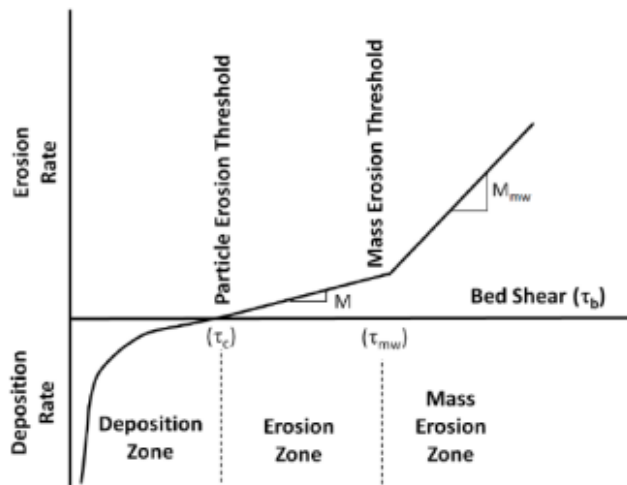 Erosion
Rate
Deposition
Rate
Particle Erosion Threshold
Mass Erosion Threshold
M
M_mw
Bed Shear (τ_b)
(τ_c)
(τ_mw)
Deposition
Zone
Erosion
Zone
Mass
Erosion
Zone